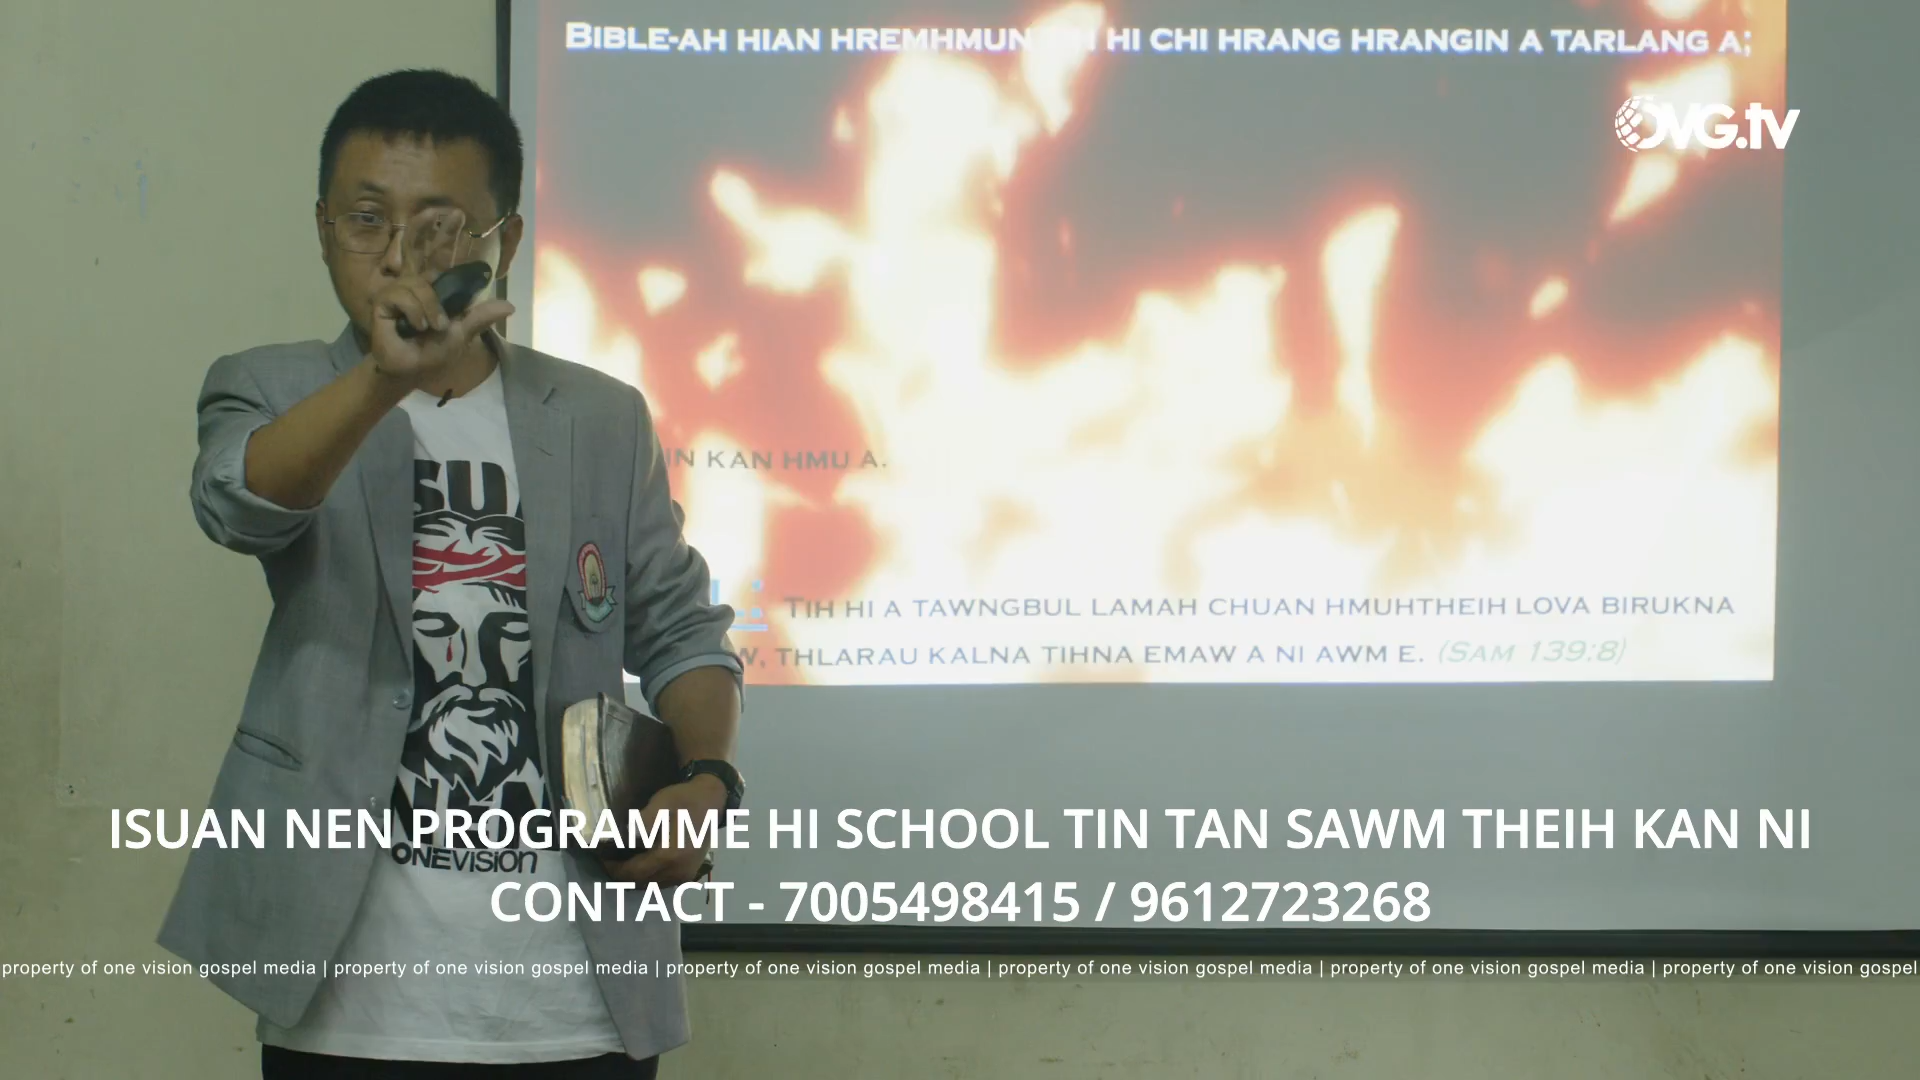 BIBLE-AH HIAN HREMHMUN HI CHI HRANG HRANGIN A TARLANG A;
OVG.tv
IN KAN HMU A.
TIH HI A TAWNGBUL LAMAH CHUAN HMUHTHEIH LOVA BIRUKNA
W, THLARAU KALNA TIHNA EMAW A NI AWM E. (SAM 139:8)
SU
ONEVISION
ISUAN NEN PROGRAMME HI SCHOOL TIN TAN SAWM THEIH KAN NI
CONTACT - 7005498415 / 9612723268
property of one vision gospel media | property of one vision gospel media | property of one vision gospel media | property of one vision gospel media | property of one vision gospel media | property of one vision gospel